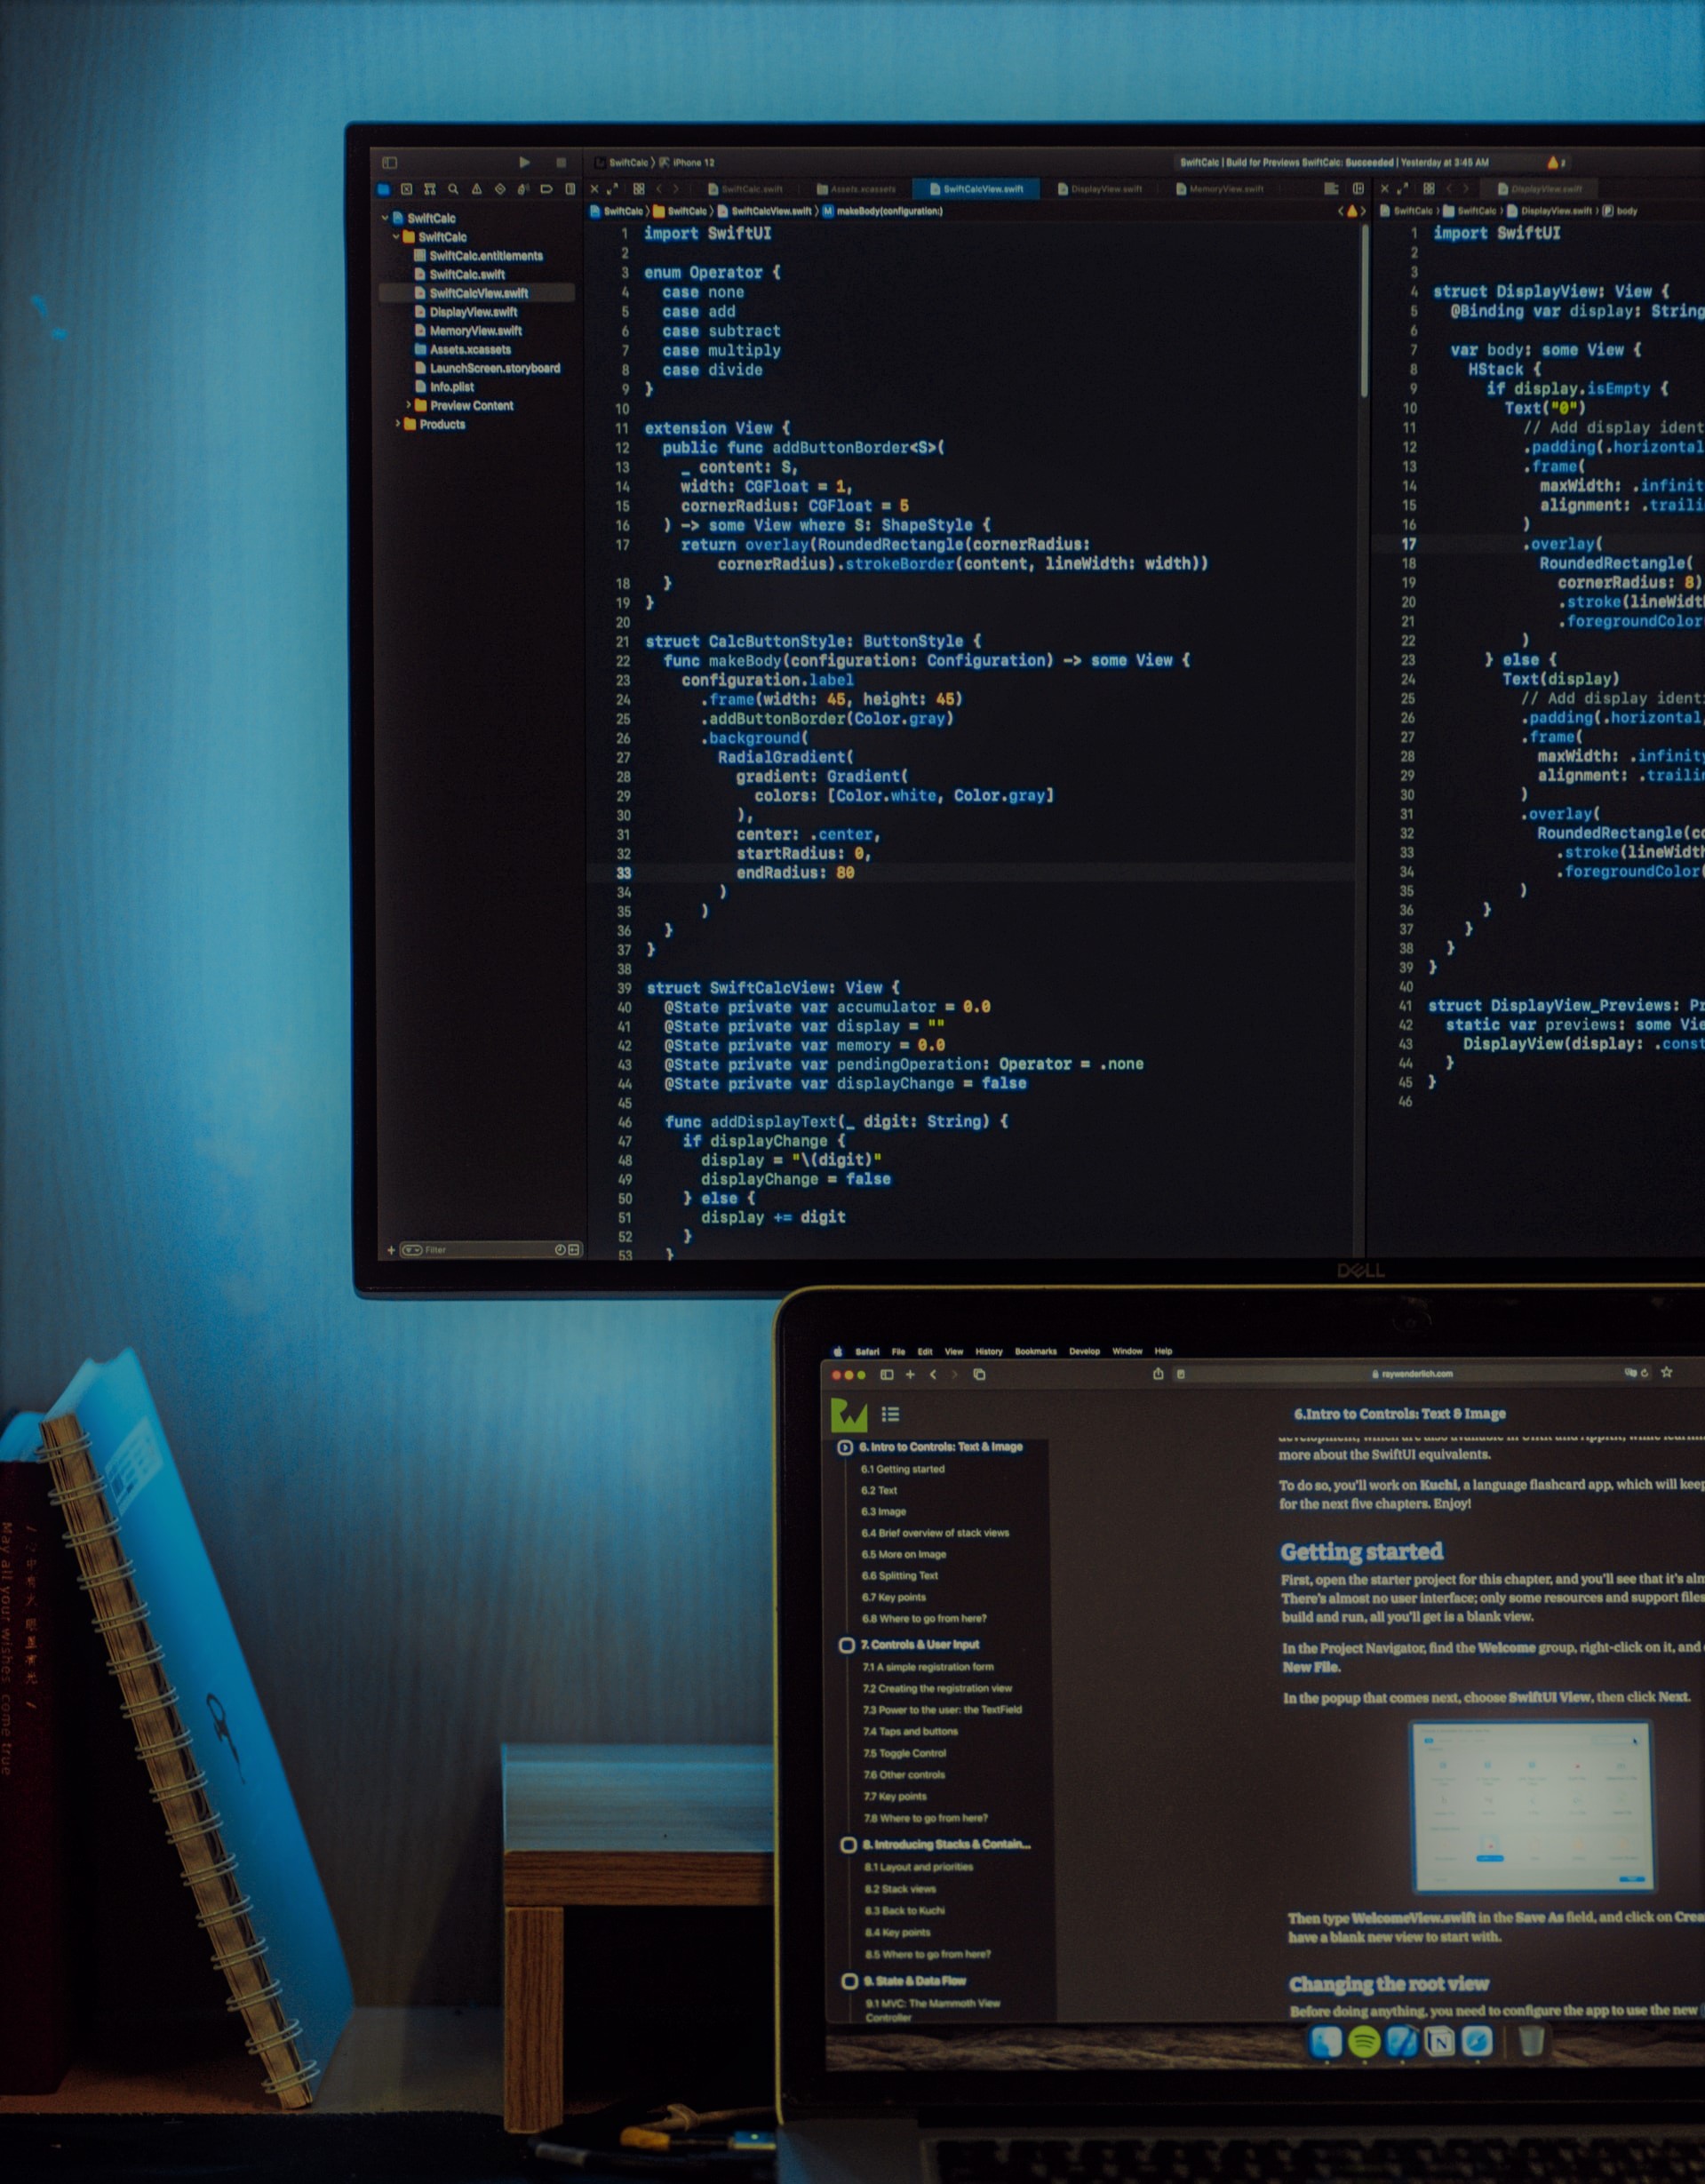 SwiftCalc 〉 iPhone 12
SwiftCalc | Build for Previews SwiftCalc: Succeeded | Yesterday at 3:45 AM
SwiftCalc.swift
Assets.xcassets
SwiftCalcView.swift
DisplayView.swift
MemoryView.swift
DisplayView.swift
SwiftCalc
SwiftCalc
SwiftCalc.entitlements
SwiftCalc.swift
SwiftCalcView.swift
DisplayView.swift
MemoryView.swift
Assets.xcassets
LaunchScreen.storyboard
Info.plist
Preview Content
Products
Filter
SwiftCalc 〉 SwiftCalc 〉 SwiftCalcView.swift 〉 M makeBody(configuration:)
1 import SwiftUI
2
3 enum Operator {
4 case none
5 case add
6 case subtract
7 case multiply
8 case divide
9 }
10
11 extension View {
12 public func addButtonBorder<S>(
13 _ content: S,
14 width: CGFloat = 1,
15 cornerRadius: CGFloat = 5
16 ) -> some View where S: ShapeStyle {
17 return overlay(RoundedRectangle(cornerRadius:
cornerRadius).strokeBorder(content, lineWidth: width))
18 }
19 }
20
21 struct CalcButtonStyle: ButtonStyle {
22 func makeBody(configuration: Configuration) -> some View {
23 configuration.label
24 .frame(width: 45, height: 45)
25 .addButtonBorder(Color.gray)
26 .background(
27 RadialGradient(
28 gradient: Gradient(
29 colors: [Color.white, Color.gray]
30 ),
31 center: .center,
32 startRadius: 0,
33 endRadius: 80
34 )
35 )
36 }
37 }
38
39 struct SwiftCalcView: View {
40 @State private var accumulator = 0.0
41 @State private var display = ""
42 @State private var memory = 0.0
43 @State private var pendingOperation: Operator = .none
44 @State private var displayChange = false
45
46 func addDisplayText(_ digit: String) {
47 if displayChange {
48 display = "\(digit)"
49 displayChange = false
50 } else {
51 display += digit
52 }
53 }
SwiftCalc 〉 SwiftCalc 〉 DisplayView.swift 〉 P body
1 import SwiftUI
2
3
4 struct DisplayView: View {
5 @Binding var display: String
6
7 var body: some View {
8 HStack {
9 if display.isEmpty {
10 Text("0")
11 // Add display ident
12 .padding(.horizontal
13 .frame(
14 maxWidth: .infinit
15 alignment: .traili
16 )
17 .overlay(
18 RoundedRectangle(
19 cornerRadius: 8)
20 .stroke(lineWidt
21 .foregroundColor
22 )
23 } else {
24 Text(display)
25 // Add display ident
26 .padding(.horizontal,
27 .frame(
28 maxWidth: .infinity
29 alignment: .trailin
30 )
31 .overlay(
32 RoundedRectangle(co
33 .stroke(lineWidth
34 .foregroundColor(
35 )
36 }
37 }
38 }
39 }
40
41 struct DisplayView_Previews: Pr
42 static var previews: some Vie
43 DisplayView(display: .const
44 }
45 }
46
DELL
Safari File Edit View History Bookmarks Develop Window Help
raywenderlich.com
6.Intro to Controls: Text & Image
6. Intro to Controls: Text & Image
6.1 Getting started
6.2 Text
6.3 Image
6.4 Brief overview of stack views
6.5 More on Image
6.6 Splitting Text
6.7 Key points
6.8 Where to go from here?
7. Controls & User Input
7.1 A simple registration form
7.2 Creating the registration view
7.3 Power to the user: the TextField
7.4 Taps and buttons
7.5 Toggle Control
7.6 Other controls
7.7 Key points
7.8 Where to go from here?
8. Introducing Stacks & Contain...
8.1 Layout and priorities
8.2 Stack views
8.3 Back to Kuchi
8.4 Key points
8.5 Where to go from here?
9. State & Data Flow
9.1 MVC: The Mammoth View
Controller
more about the SwiftUI equivalents.
To do so, you'll work on Kuchi, a language flashcard app, which will keep
for the next five chapters. Enjoy!
Getting started
First, open the starter project for this chapter, and you'll see that it's alm
There's almost no user interface; only some resources and support files
build and run, all you'll get is a blank view.
In the Project Navigator, find the Welcome group, right-click on it, and
New File.
In the popup that comes next, choose SwiftUI View, then click Next.
Then type WelcomeView.swift in the Save As field, and click on Crea
have a blank new view to start with.
Changing the root view
Before doing anything, you need to configure the app to use the new
May all your wishes come true